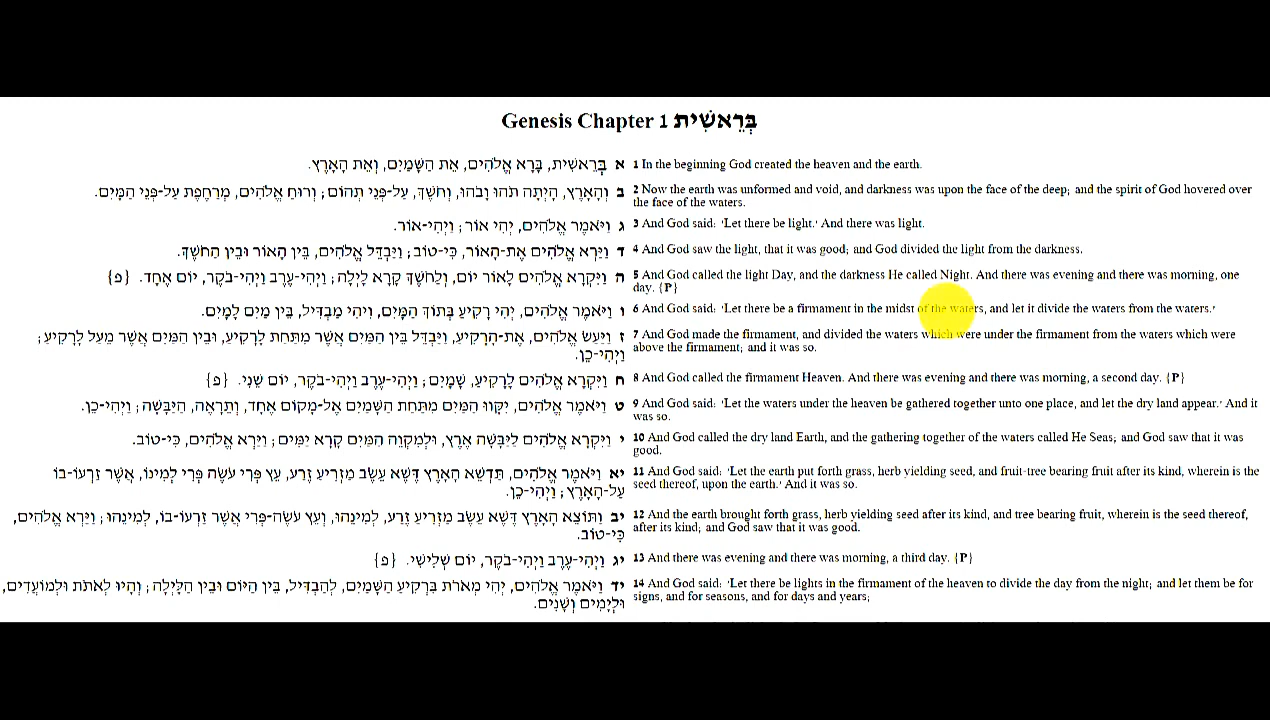 Genesis Chapter 1 בְּרֵאשִׁית
א בְּרֵאשִׁית, בָּרָא אֱלֹהִים, אֵת הַשָּׁמַיִם, וְאֵת הָאָרֶץ.
1 In the beginning God created the heaven and the earth.
ב וְהָאָרֶץ, הָיְתָה תֹהוּ וָבֹהוּ, וְחֹשֶׁךְ, עַל-פְּנֵי תְהוֹם; וְרוּחַ אֱלֹהִים, מְרַחֶפֶת עַל-פְּנֵי הַמָּיִם.
2 Now the earth was unformed and void, and darkness was upon the face of the deep; and the spirit of God hovered over
the face of the waters.
ג וַיֹּאמֶר אֱלֹהִים, יְהִי אוֹר; וַיְהִי-אוֹר.
3 And God said: 'Let there be light.' And there was light.
ד וַיַּרְא אֱלֹהִים אֶת-הָאוֹר, כִּי-טוֹב; וַיַּבְדֵּל אֱלֹהִים, בֵּין הָאוֹר וּבֵין הַחֹשֶׁךְ.
4 And God saw the light, that it was good; and God divided the light from the darkness.
ה וַיִּקְרָא אֱלֹהִים לָאוֹר יוֹם, וְלַחֹשֶׁךְ קָרָא לָיְלָה; וַיְהִי-עֶרֶב וַיְהִי-בֹקֶר, יוֹם אֶחָד. {פ}
5 And God called the light Day, and the darkness He called Night. And there was evening and there was morning, one
day. {P}
ו וַיֹּאמֶר אֱלֹהִים, יְהִי רָקִיעַ בְּתוֹךְ הַמָּיִם, וִיהִי מַבְדִּיל, בֵּין מַיִם לָמָיִם.
6 And God said: 'Let there be a firmament in the midst of the waters, and let it divide the waters from the waters.'
ז וַיַּעַשׂ אֱלֹהִים, אֶת-הָרָקִיעַ, וַיַּבְדֵּל בֵּין הַמַּיִם אֲשֶׁר מִתַּחַת לָרָקִיעַ, וּבֵין הַמַּיִם אֲשֶׁר מֵעַל לָרָקִיעַ;
וַיְהִי-כֵן.
7 And God made the firmament, and divided the waters which were under the firmament from the waters which were
above the firmament; and it was so.
ח וַיִּקְרָא אֱלֹהִים לָרָקִיעַ, שָׁמָיִם; וַיְהִי-עֶרֶב וַיְהִי-בֹקֶר, יוֹם שֵׁנִי. {פ}
8 And God called the firmament Heaven. And there was evening and there was morning, a second day. {P}
ט וַיֹּאמֶר אֱלֹהִים, יִקָּווּ הַמַּיִם מִתַּחַת הַשָּׁמַיִם אֶל-מָקוֹם אֶחָד, וְתֵרָאֶה, הַיַּבָּשָׁה; וַיְהִי-כֵן.
9 And God said: 'Let the waters under the heaven be gathered together unto one place, and let the dry land appear.' And it
was so.
י וַיִּקְרָא אֱלֹהִים לַיַּבָּשָׁה אֶרֶץ, וּלְמִקְוֵה הַמַּיִם קָרָא יַמִּים; וַיַּרְא אֱלֹהִים, כִּי-טוֹב.
10 And God called the dry land Earth, and the gathering together of the waters called He Seas; and God saw that it was
good.
יא וַיֹּאמֶר אֱלֹהִים, תַּדְשֵׁא הָאָרֶץ דֶּשֶׁא עֵשֶׂב מַזְרִיעַ זֶרַע, עֵץ פְּרִי עֹשֶׂה פְּרִי לְמִינוֹ, אֲשֶׁר זַרְעוֹ-בוֹ
עַל-הָאָרֶץ; וַיְהִי-כֵן.
11 And God said: 'Let the earth put forth grass, herb yielding seed, and fruit-tree bearing fruit after its kind, wherein is the
seed thereof, upon the earth.' And it was so.
יב וַתּוֹצֵא הָאָרֶץ דֶּשֶׁא עֵשֶׂב מַזְרִיעַ זֶרַע, לְמִינֵהוּ, וְעֵץ עֹשֶׂה-פְּרִי אֲשֶׁר זַרְעוֹ-בוֹ, לְמִינֵהוּ; וַיַּרְא אֱלֹהִים,
כִּי-טוֹב.
12 And the earth brought forth grass, herb yielding seed after its kind, and tree bearing fruit, wherein is the seed thereof,
after its kind; and God saw that it was good.
יג וַיְהִי-עֶרֶב וַיְהִי-בֹקֶר, יוֹם שְׁלִישִׁי. {פ}
13 And there was evening and there was morning, a third day. {P}
יד וַיֹּאמֶר אֱלֹהִים, יְהִי מְאֹרֹת בִּרְקִיעַ הַשָּׁמַיִם, לְהַבְדִּיל, בֵּין הַיּוֹם וּבֵין הַלָּיְלָה; וְהָיוּ לְאֹתֹת וּלְמוֹעֲדִים,
וּלְיָמִים וְשָׁנִים.
14 And God said: 'Let there be lights in the firmament of the heaven to divide the day from the night; and let them be for
signs, and for seasons, and for days and years;